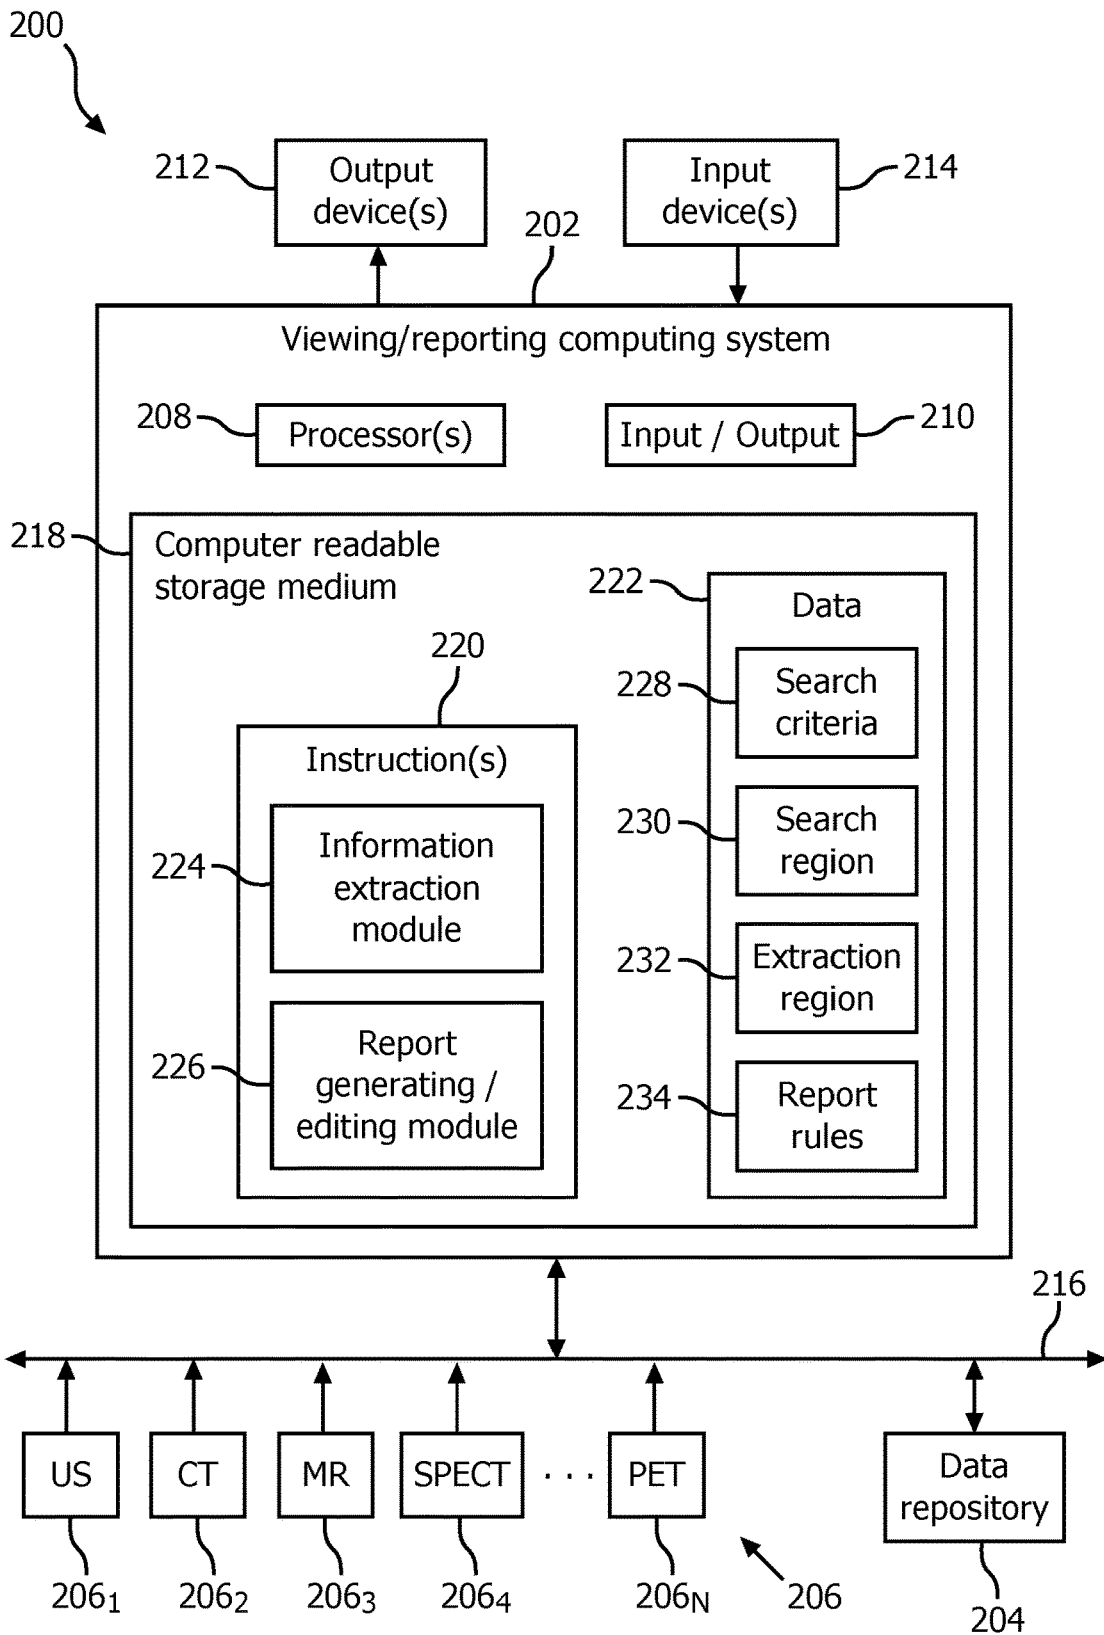 200
212
Output
device(s)
Input
device(s)
214
202
Viewing/reporting computing system
208
Processor(s)
Input / Output
210
218
Computer readable
storage medium
220
Instruction(s)
224
Information
extraction
module
226
Report
generating /
editing module
222
Data
228
Search
criteria
230
Search
region
232
Extraction
region
234
Report
rules
216
US
CT
MR
SPECT
. . .
PET
Data
repository
206₁
206₂
206₃
206₄
206N
206
204